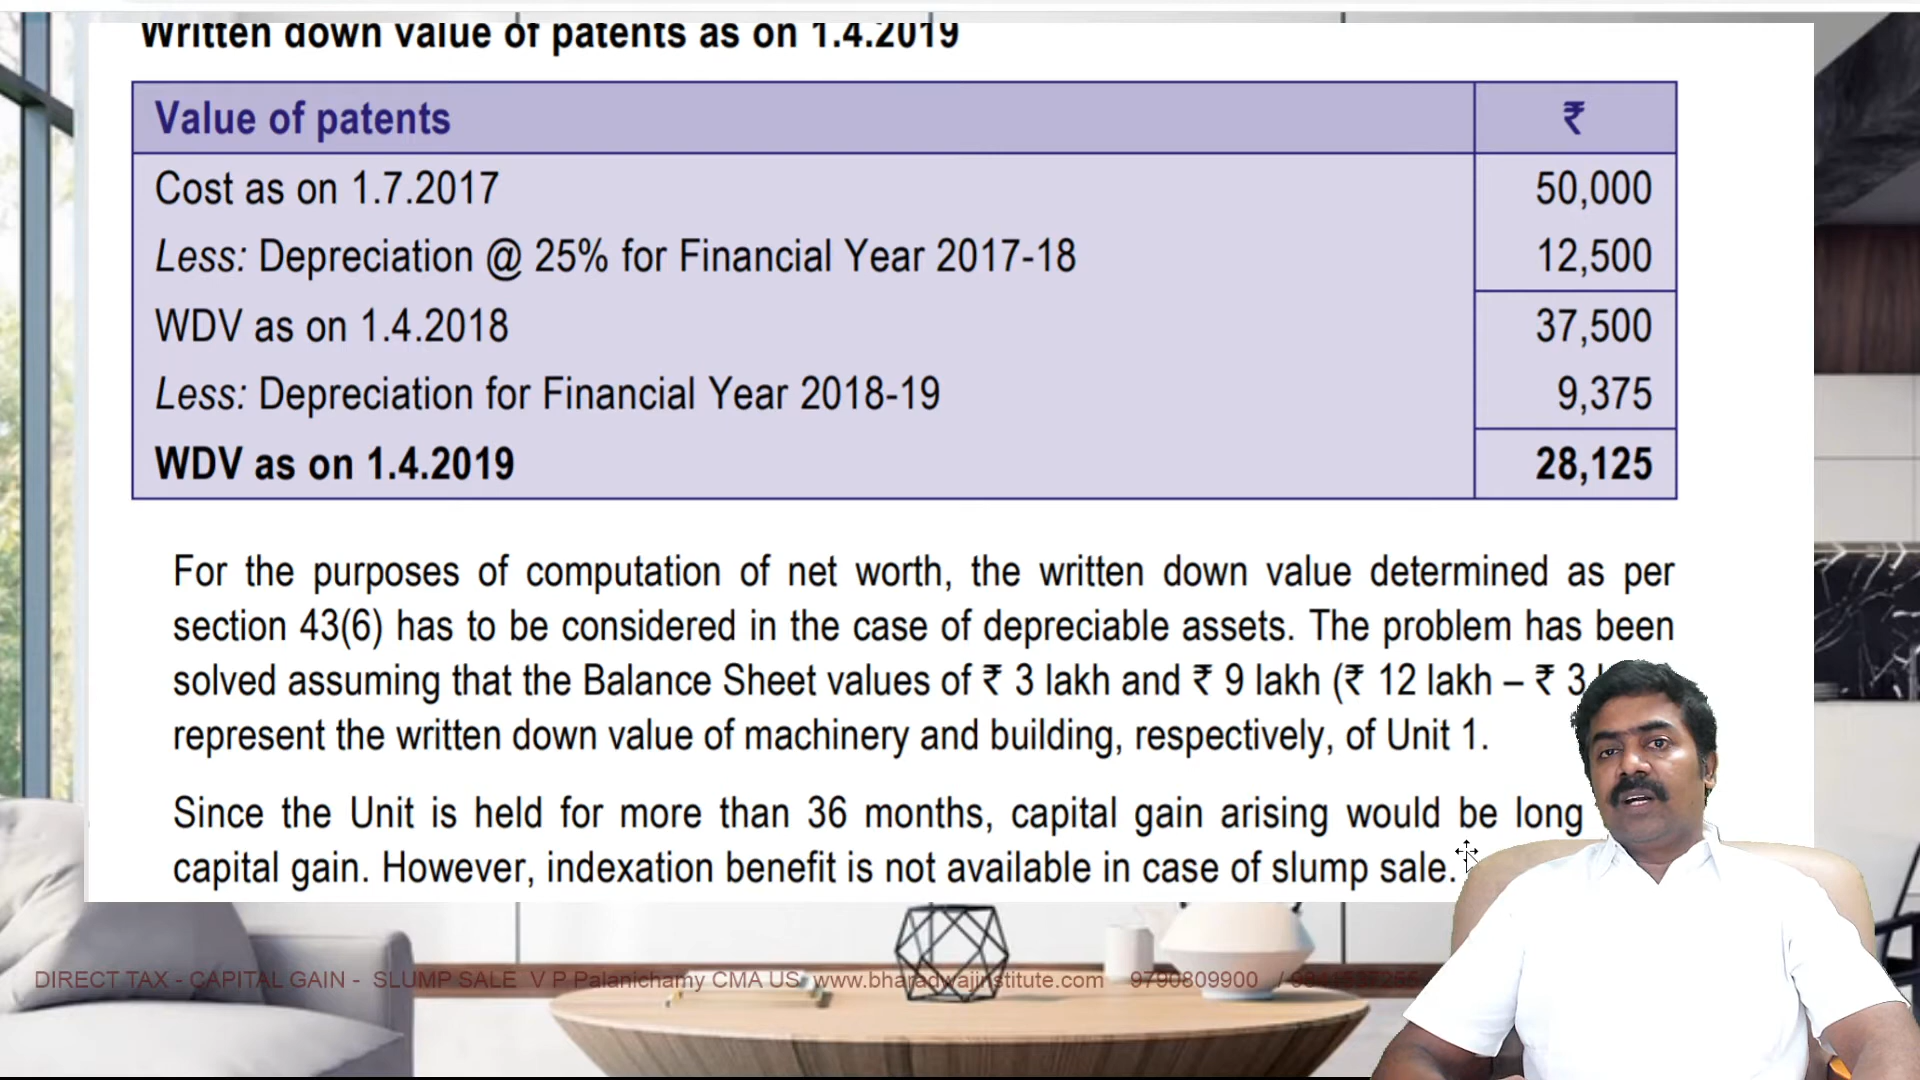 Written down value of patents as on 1.4.2019
Value of patents ₹
Cost as on 1.7.2017 50,000
Less: Depreciation @ 25% for Financial Year 2017-18 12,500
WDV as on 1.4.2018 37,500
Less: Depreciation for Financial Year 2018-19 9,375
WDV as on 1.4.2019 28,125
For the purposes of computation of net worth, the written down value determined as per
section 43(6) has to be considered in the case of depreciable assets. The problem has been
solved assuming that the Balance Sheet values of ₹ 3 lakh and ₹ 9 lakh (₹ 12 lakh – ₹ 3
represent the written down value of machinery and building, respectively, of Unit 1.
Since the Unit is held for more than 36 months, capital gain arising would be long
capital gain. However, indexation benefit is not available in case of slump sale.
DIRECT TAX - CAPITAL GAIN - SLUMP SALE V P Palanichamy CMA US www.bharadwajinstitute.com 9790809900 /